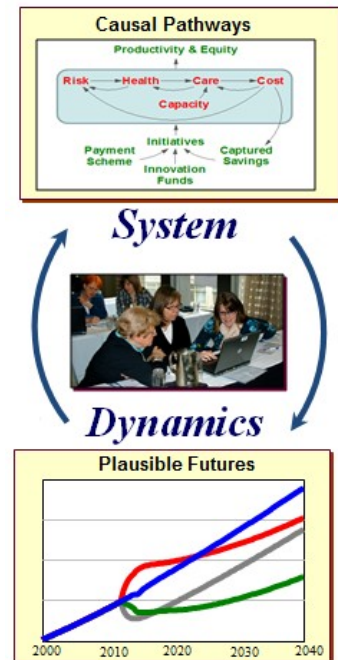 Causal Pathways
Productivity & Equity
Risk Health Care Cost
Capacity
Initiatives
Payment Scheme
Innovation Funds
Captured Savings
System
Dynamics
Plausible Futures
2000 2010 2020 2030 2040